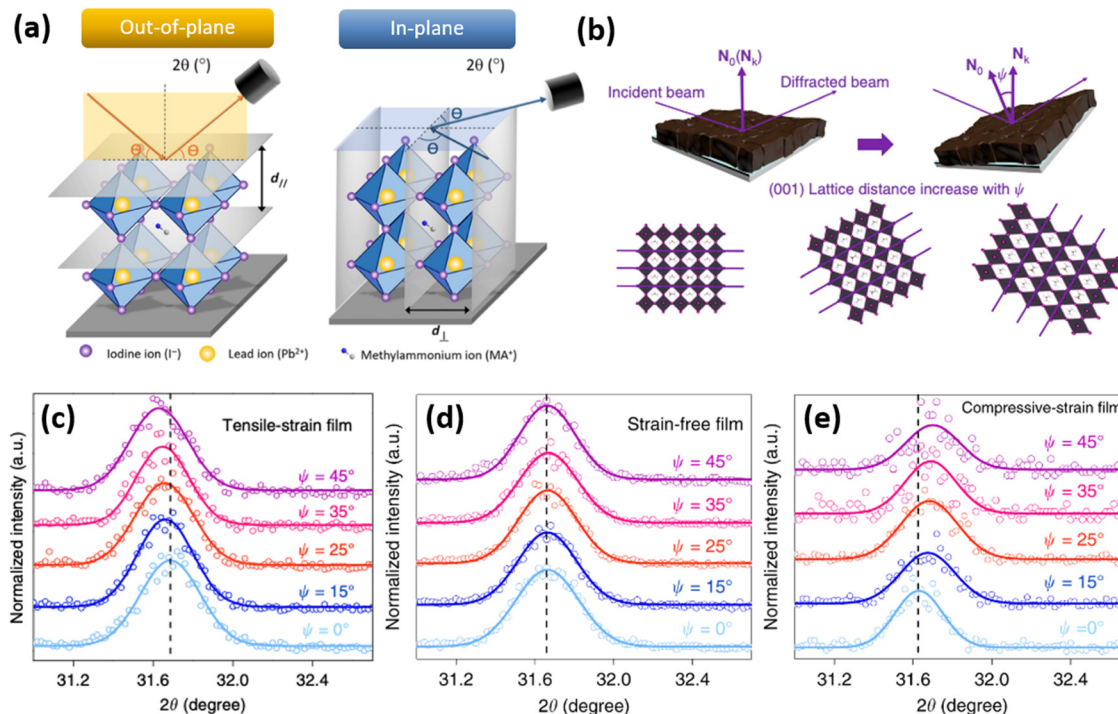 (a)
Out-of-plane
In-plane
2θ (°)
2θ (°)
Θ
Θ
Θ
Θ
d//
d⊥
Iodine ion (I⁻)
Lead ion (Pb²⁺)
Methylammonium ion (MA⁺)
(b)
N₀(Nₖ)
Incident beam
Diffracted beam
N₀
ψ
Nₖ
(001) Lattice distance increase with ψ
(c)
Tensile-strain film
Normalized intensity (a.u.)
ψ = 45°
ψ = 35°
ψ = 25°
ψ = 15°
ψ = 0°
31.2 31.6 32.0 32.4
2θ (degree)
(d)
Strain-free film
Normalized intensity (a.u.)
ψ = 45°
ψ = 35°
ψ = 25°
ψ = 15°
ψ = 0°
31.2 31.6 32.0 32.4
2θ (degree)
(e)
Compressive-strain film
Normalized intensity (a.u.)
ψ = 45°
ψ = 35°
ψ = 25°
ψ = 15°
ψ =0°
31.2 31.6 32.0 32.4
2θ (degree)